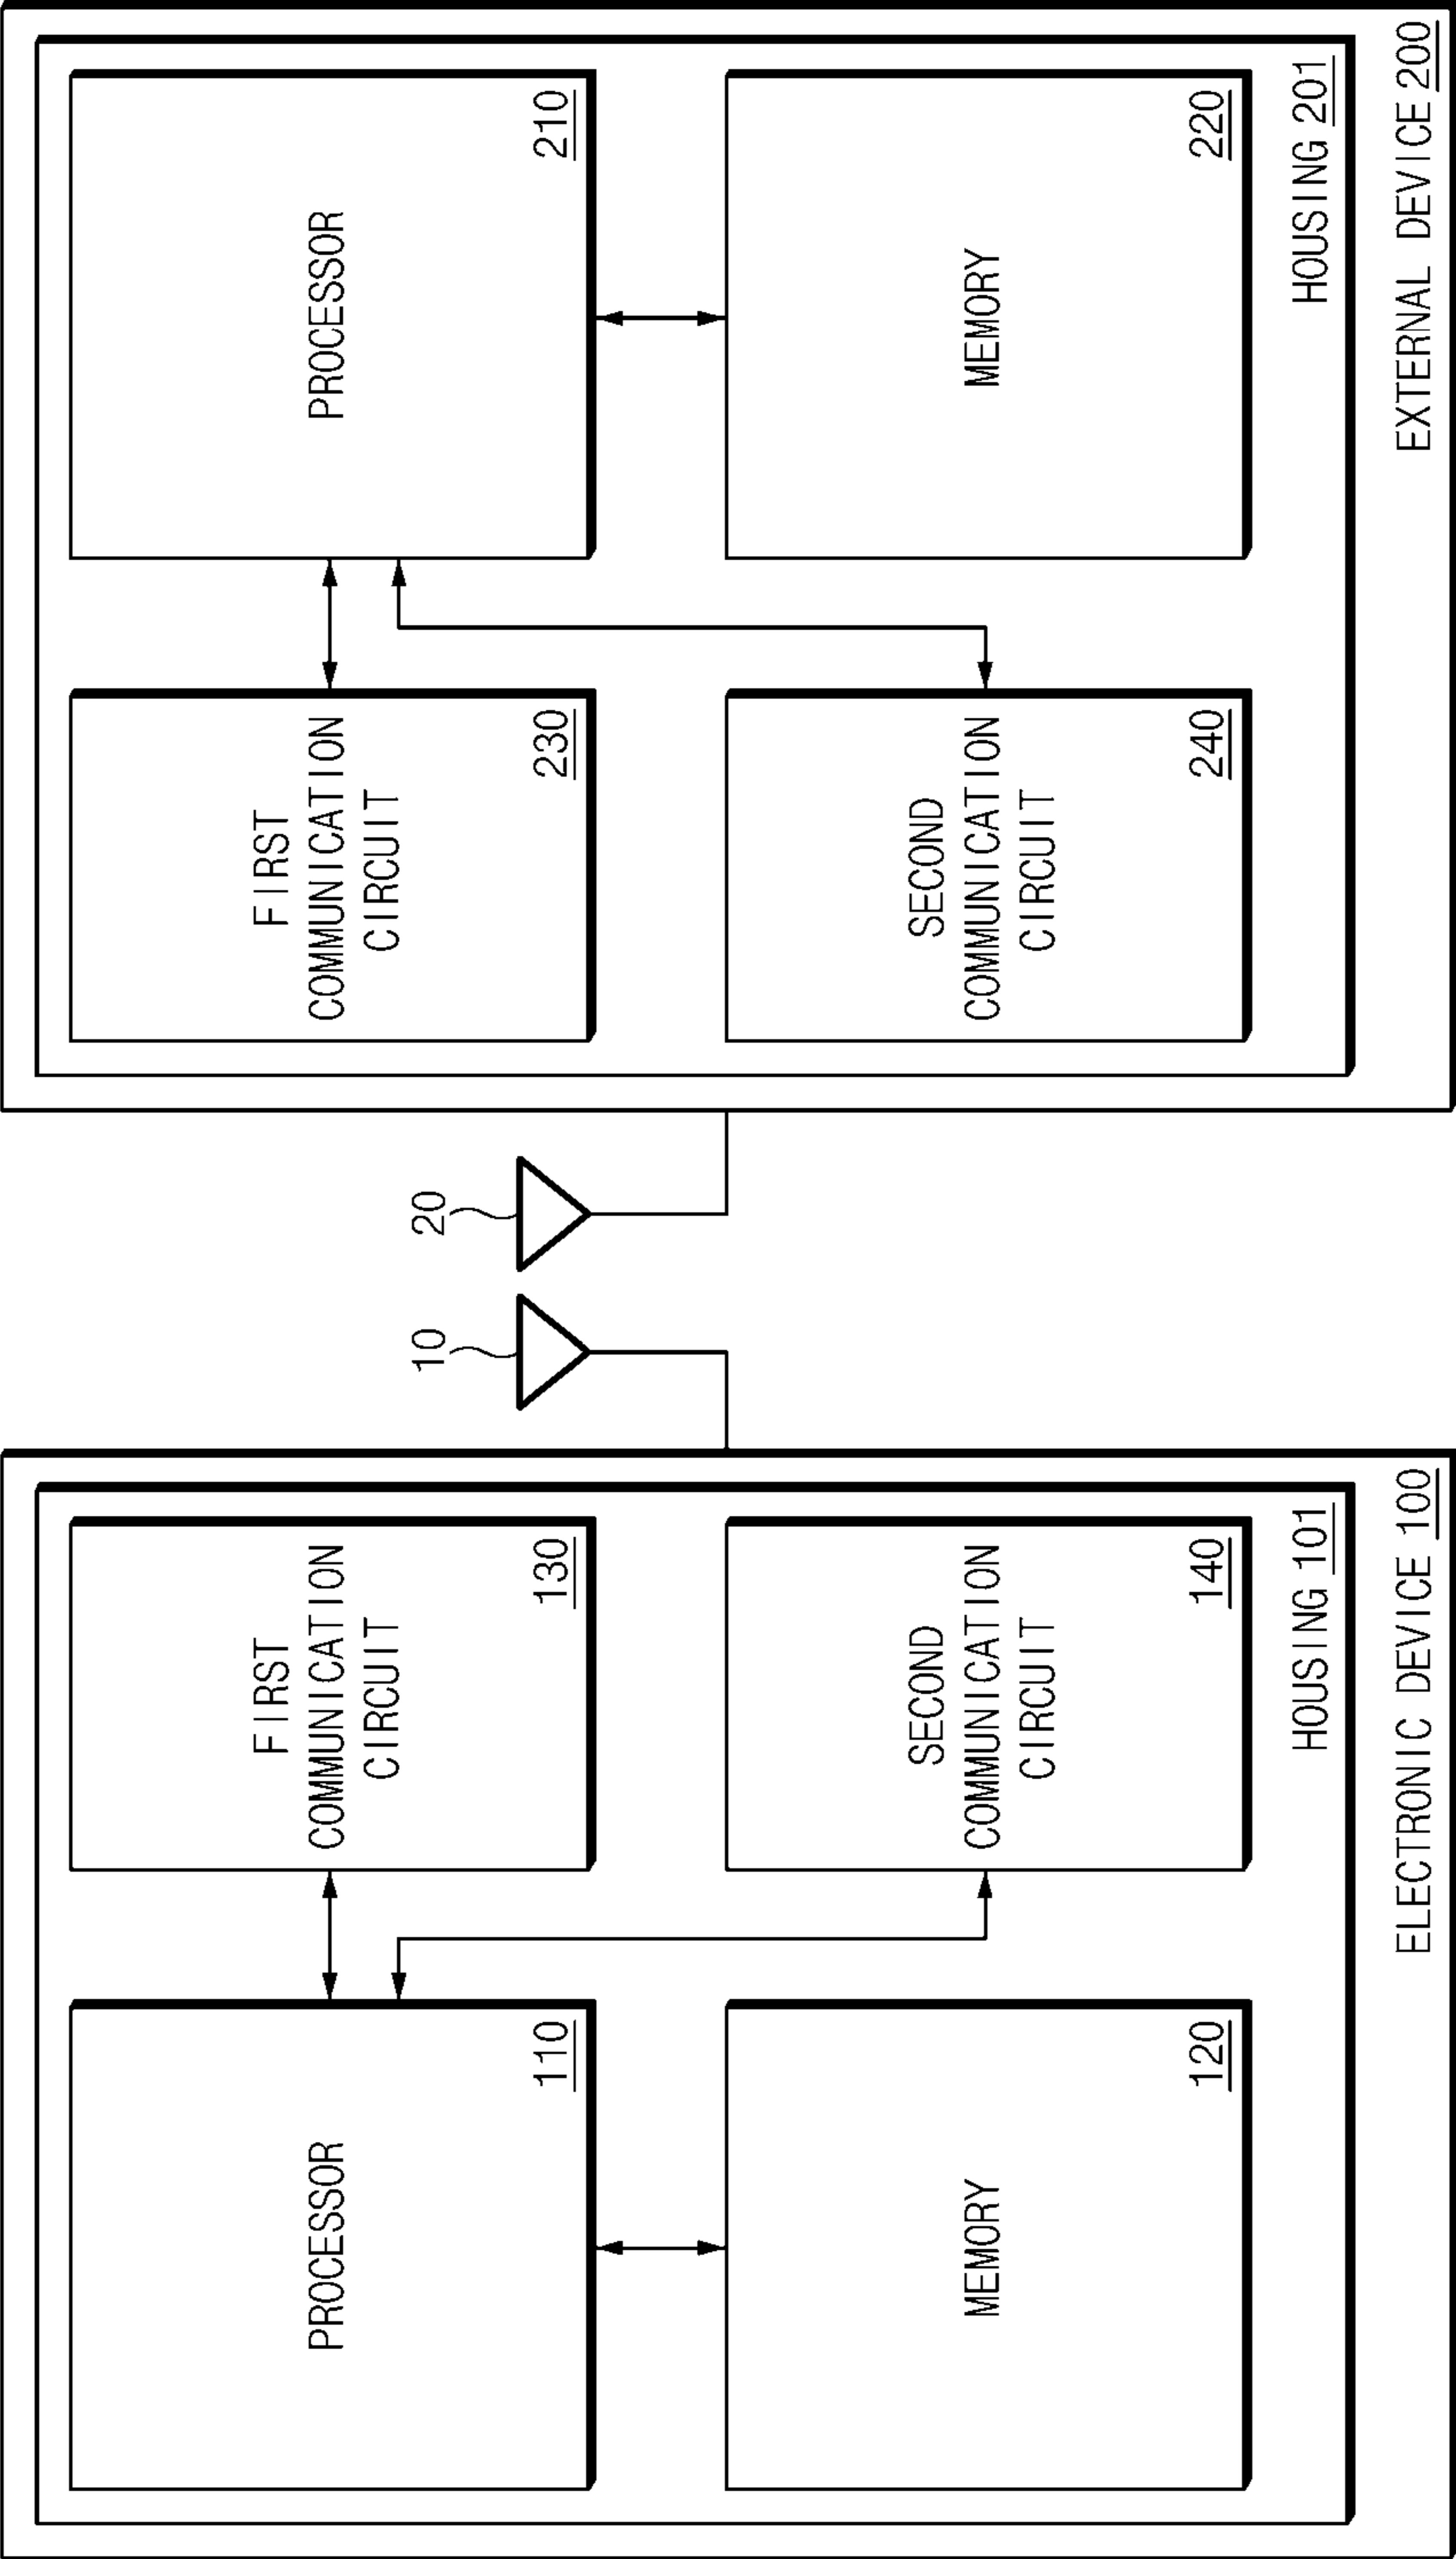 PROCESSOR
110
FIRST
COMMUNICATION
CIRCUIT
130
MEMORY
120
SECOND
COMMUNICATION
CIRCUIT
140
HOUSING 101
ELECTRONIC DEVICE 100
10
20
FIRST
COMMUNICATION
CIRCUIT
230
PROCESSOR
210
SECOND
COMMUNICATION
CIRCUIT
240
MEMORY
220
HOUSING 201
EXTERNAL DEVICE 200